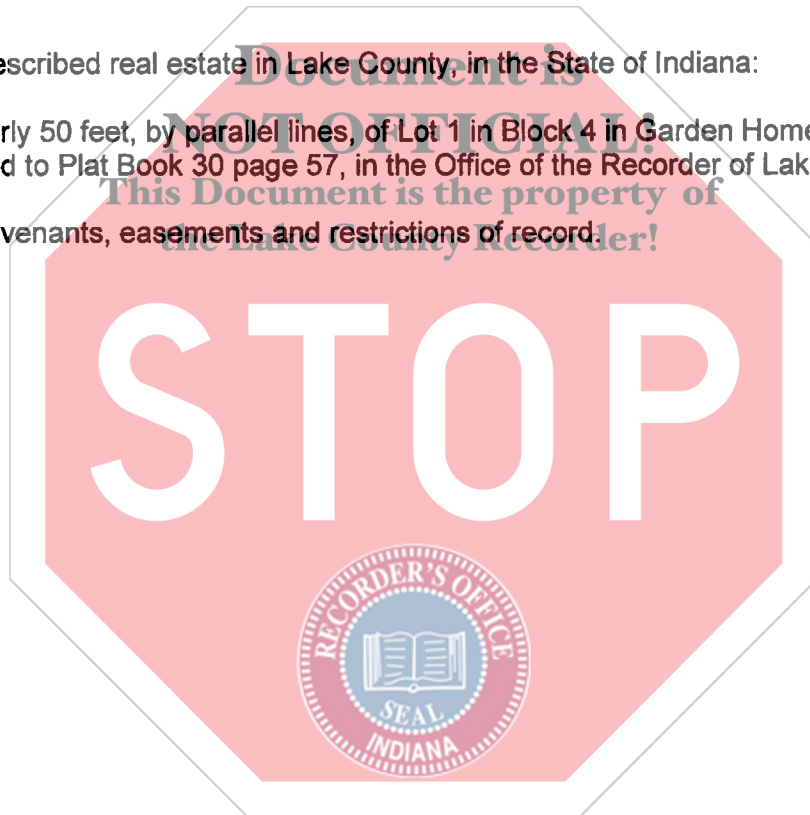 escribed real estate in Lake County, in the State of Indiana:
Document is
rly 50 feet, by parallel lines, of Lot 1 in Block 4 in Garden Home
NOT OFFICIAL!
d to Plat Book 30 page 57, in the Office of the Recorder of Lak
This Document is the property of
venants, easements and restrictions of record.
the Lake County Recorder!
STOP
RECORDER'S OFFICE
SEAL
INDIANA